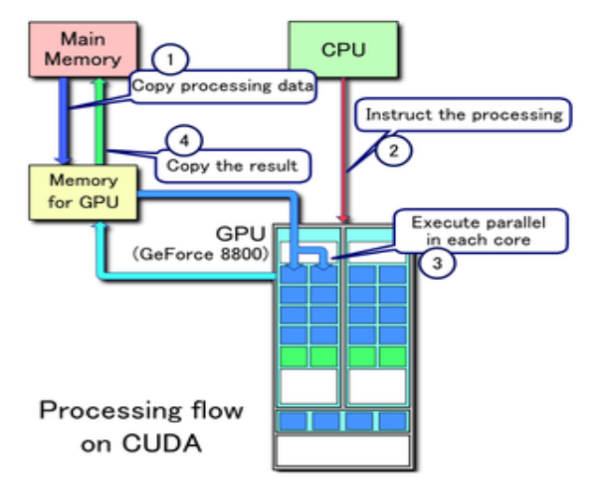 Main
Memory
CPU
1
Copy processing data
Instruct the processing
2
4
Copy the result
Memory
for GPU
GPU
(GeForce 8800)
Execute parallel
in each core
3
Processing flow
on CUDA